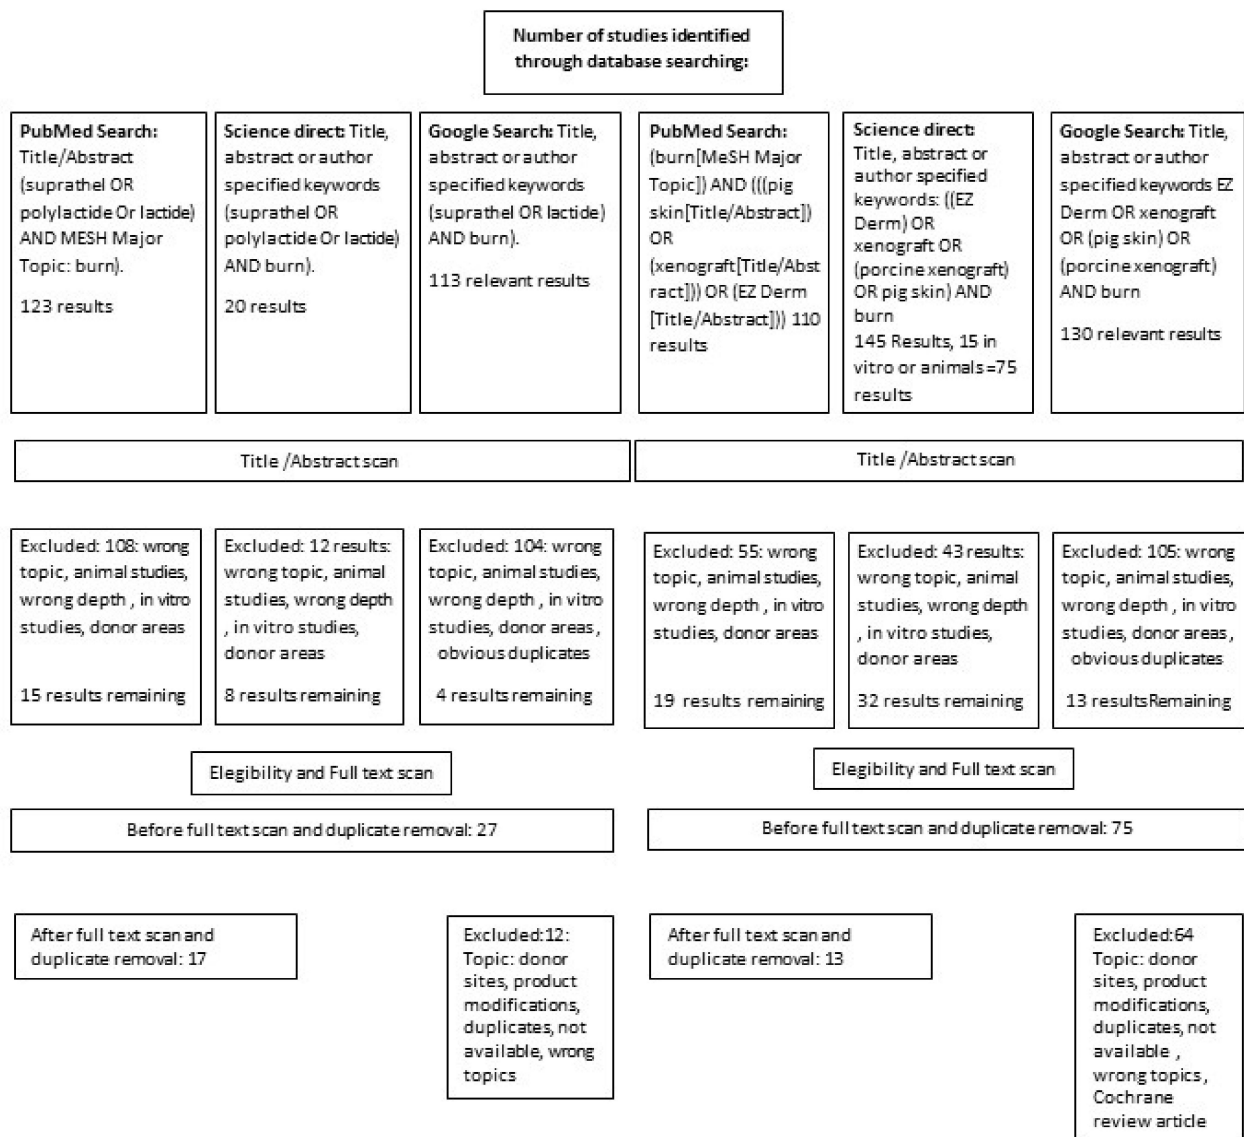 Number of studies identified
through database searching:
PubMed Search:
Title/Abstract
(suprathel OR
polylactide Or lactide)
AND MESH Major
Topic: burn).
123 results
Science direct: Title,
abstract or author
specified keywords
(suprathel OR
polylactide Or lactide)
AND burn).
20 results
Google Search: Title,
abstract or author
specified keywords
(suprathel OR lactide)
AND burn).
113 relevant results
PubMed Search:
(burn[MeSH Major
Topic]) AND (((pig
skin[Title/Abstract])
OR
(xenograft[Title/Abst
ract])) OR (EZ Derm
[Title/Abstract])) 110
results
Science direct:
Title, abstract or
author specified
keywords: ((EZ
Derm) OR
xenograft OR
(porcine xenograft)
OR pig skin) AND
burn
145 Results, 15 in
vitro or animals =75
results
Google Search: Title,
abstract or author
specified keywords EZ
Derm OR xenograft
OR (pig skin) OR
(porcine xenograft)
AND burn
130 relevant results
Title /Abstract scan
Title /Abstract scan
Excluded: 108: wrong
topic, animal studies,
wrong depth , in vitro
studies, donor areas
15 results remaining
Excluded: 12 results:
wrong topic, animal
studies, wrong depth
, in vitro studies,
donor areas
8 results remaining
Excluded: 104: wrong
topic, animal studies,
wrong depth , in vitro
studies, donor areas ,
obvious duplicates
4 results remaining
Excluded: 55: wrong
topic, animal studies,
wrong depth , in vitro
studies, donor areas
19 results remaining
Excluded: 43 results:
wrong topic, animal
studies, wrong depth
, in vitro studies,
donor areas
32 results remaining
Excluded: 105: wrong
topic, animal studies,
wrong depth , in vitro
studies, donor areas ,
obvious duplicates
13 resultsRemaining
Elegibility and Full text scan
Elegibility and Full text scan
Before full text scan and duplicate removal: 27
Before full text scan and duplicate removal: 75
After full text scan and
duplicate removal: 17
Excluded:12:
Topic: donor
sites, product
modifications,
duplicates, not
available, wrong
topics
After full text scan and
duplicate removal: 13
Excluded:64
Topic: donor
sites, product
modifications,
duplicates, not
available ,
wrong topics ,
Cochrane
review article